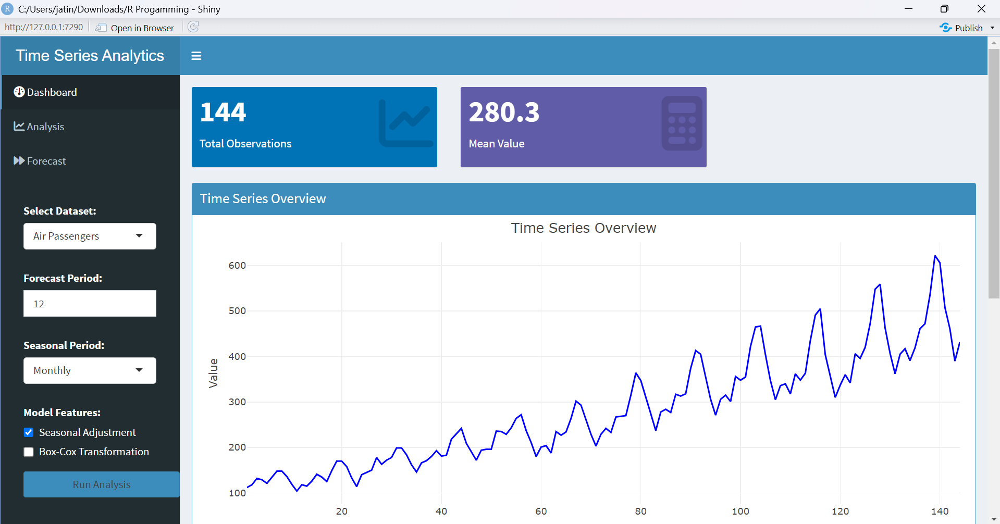 R C:/Users/jatin/Downloads/R Progamming - Shiny
http://127.0.0.1:7290 Open in Browser Publish
Time Series Analytics
Dashboard
Analysis
Forecast
Select Dataset:
Air Passengers
Forecast Period:
12
Seasonal Period:
Monthly
Model Features:
Seasonal Adjustment
Box-Cox Transformation
Run Analysis
144
Total Observations
280.3
Mean Value
Time Series Overview
Time Series Overview
Value
600
500
400
300
200
100
20 40 60 80 100 120 140